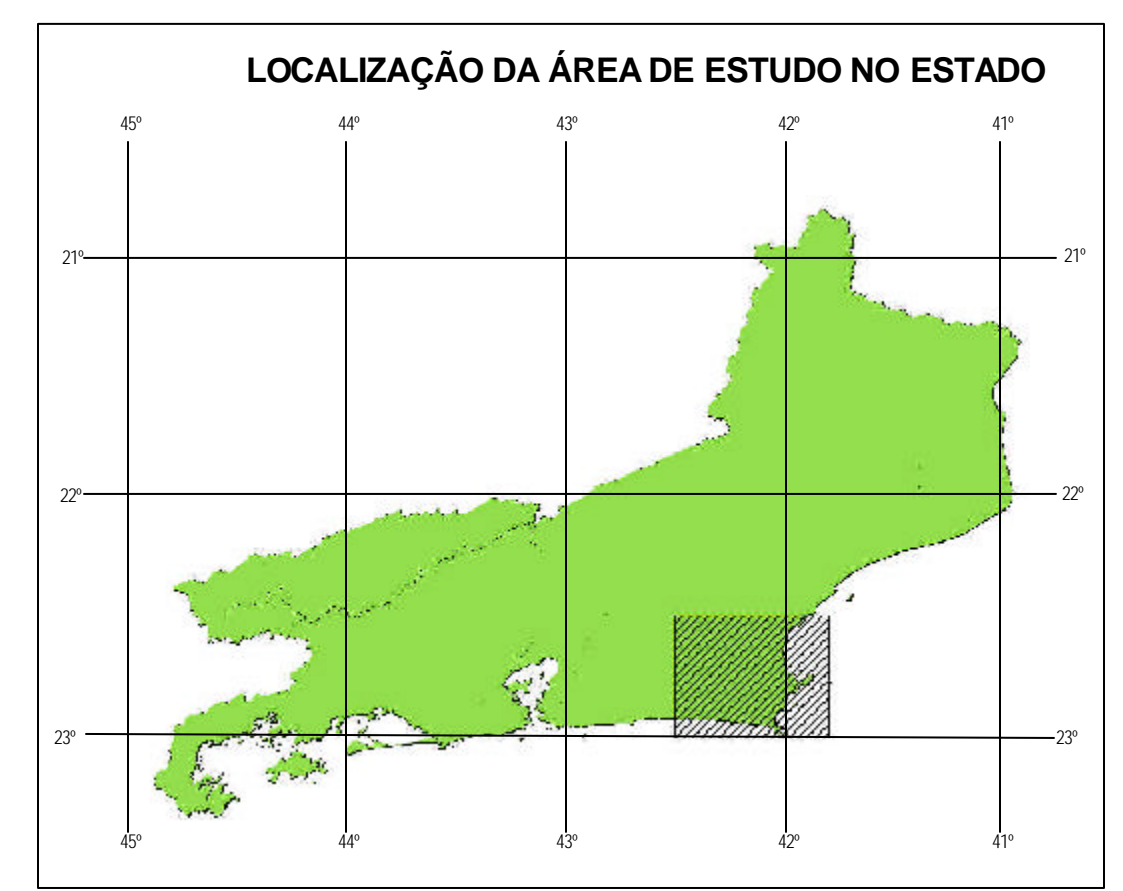 LOCALIZAÇÃO DA ÁREA DE ESTUDO NO ESTADO
45º 44º 43º 42º 41º
21º 21º
22º 22º
23º 23º
45º 44º 43º 42º 41º